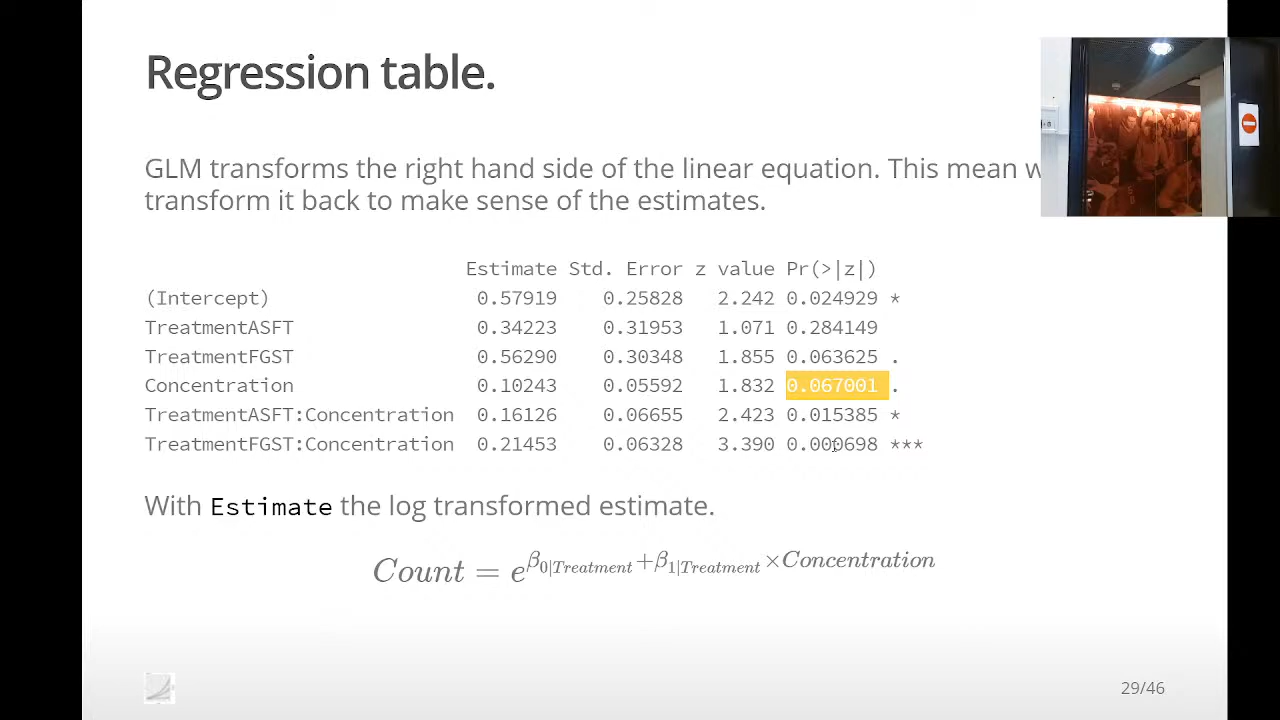 Regression table.
GLM transforms the right hand side of the linear equation. This mean
transform it back to make sense of the estimates.
Estimate Std. Error z value Pr(>|z|)
(Intercept) 0.57919 0.25828 2.242 0.024929 *
TreatmentASFT 0.34223 0.31953 1.071 0.284149
TreatmentFGST 0.56290 0.30348 1.855 0.063625 .
Concentration 0.10243 0.05592 1.832 0.067001 .
TreatmentASFT:Concentration 0.16126 0.06655 2.423 0.015385 *
TreatmentFGST:Concentration 0.21453 0.06328 3.390 0.000698 ***
With Estimate the log transformed estimate.
Count = e^{β_{0|Treatment}+β_{1|Treatment}×Concentration}
29/46